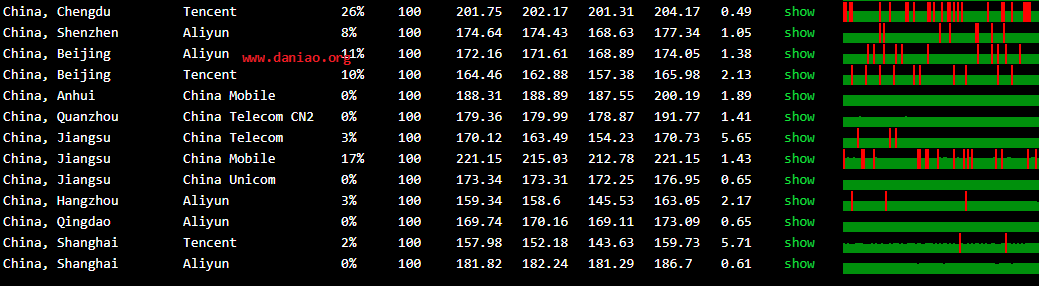 China, Chengdu Tencent 26% 100 201.75 202.17 201.31 204.17 0.49 show
China, Shenzhen Aliyun 8% 100 174.64 174.43 168.63 177.34 1.05 show
China, Beijing Aliyun 11% 100 172.16 171.61 168.89 174.05 1.38 show
www.daniao.org
China, Beijing Tencent 10% 100 164.46 162.88 157.38 165.98 2.13 show
China, Anhui China Mobile 0% 100 188.31 188.89 187.55 200.19 1.89 show
China, Quanzhou China Telecom CN2 0% 100 179.36 179.99 178.87 191.77 1.41 show
China, Jiangsu China Telecom 3% 100 170.12 163.49 154.23 170.73 5.65 show
China, Jiangsu China Mobile 17% 100 221.15 215.03 212.78 221.15 1.43 show
China, Jiangsu China Unicom 0% 100 173.34 173.31 172.25 176.95 0.65 show
China, Hangzhou Aliyun 3% 100 159.34 158.6 145.53 163.05 2.17 show
China, Qingdao Aliyun 0% 100 169.74 170.16 169.11 173.09 0.65 show
China, Shanghai Tencent 2% 100 157.98 152.18 143.63 159.73 5.71 show
China, Shanghai Aliyun 0% 100 181.82 182.24 181.29 186.7 0.61 show